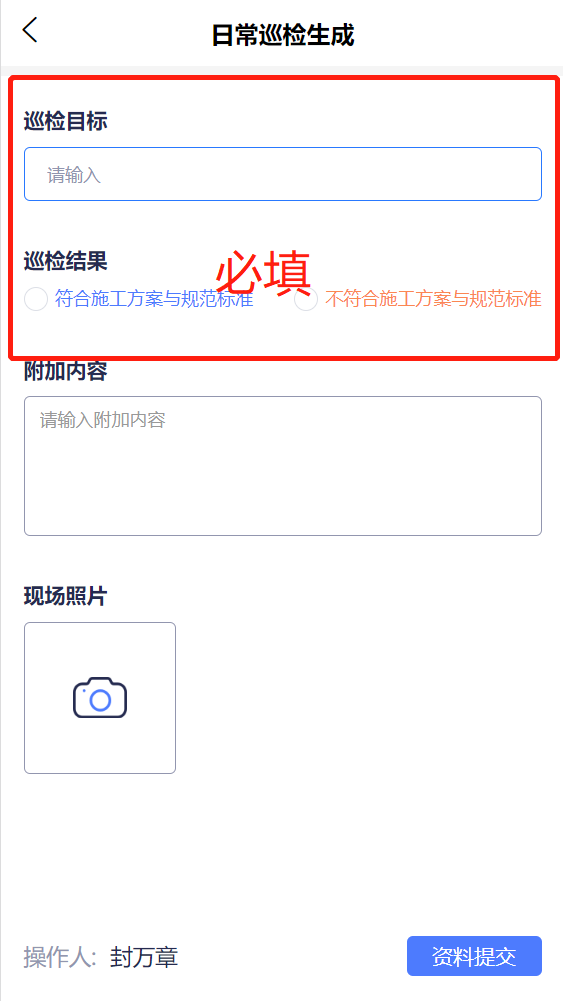 日常巡检生成
巡检目标
请输入
巡检结果
必填
符合施工方案与规范标准 不符合施工方案与规范标准
附加内容
请输入附加内容
现场照片
操作人: 封万章 资料提交